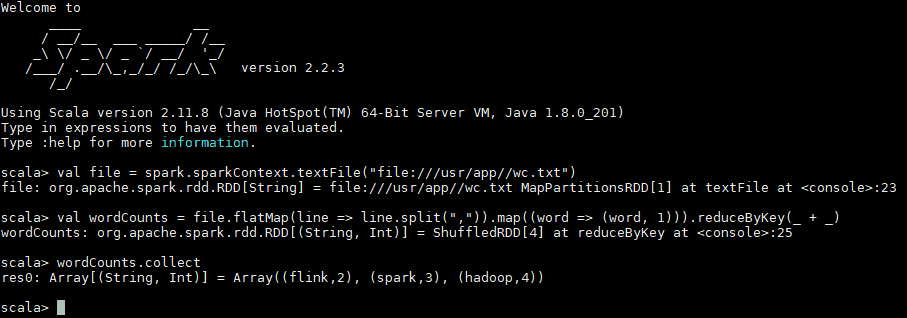 Welcome to
      ____              __
     / __/__  ___ _____/ /__
    _\ \/ _ \/ _ `/ __/  '_/
   /___/ .__/\_,_/_/ /_/\_\   version 2.2.3
      /_/
Using Scala version 2.11.8 (Java HotSpot(TM) 64-Bit Server VM, Java 1.8.0_201)
Type in expressions to have them evaluated.
Type :help for more information.
scala> val file = spark.sparkContext.textFile("file:///usr/app//wc.txt")
file: org.apache.spark.rdd.RDD[String] = file:///usr/app//wc.txt MapPartitionsRDD[1] at textFile at <console>:23
scala> val wordCounts = file.flatMap(line => line.split(",")).map((word => (word, 1))).reduceByKey(_ + _)
wordCounts: org.apache.spark.rdd.RDD[(String, Int)] = ShuffledRDD[4] at reduceByKey at <console>:25
scala> wordCounts.collect
res0: Array[(String, Int)] = Array((flink,2), (spark,3), (hadoop,4))
scala>